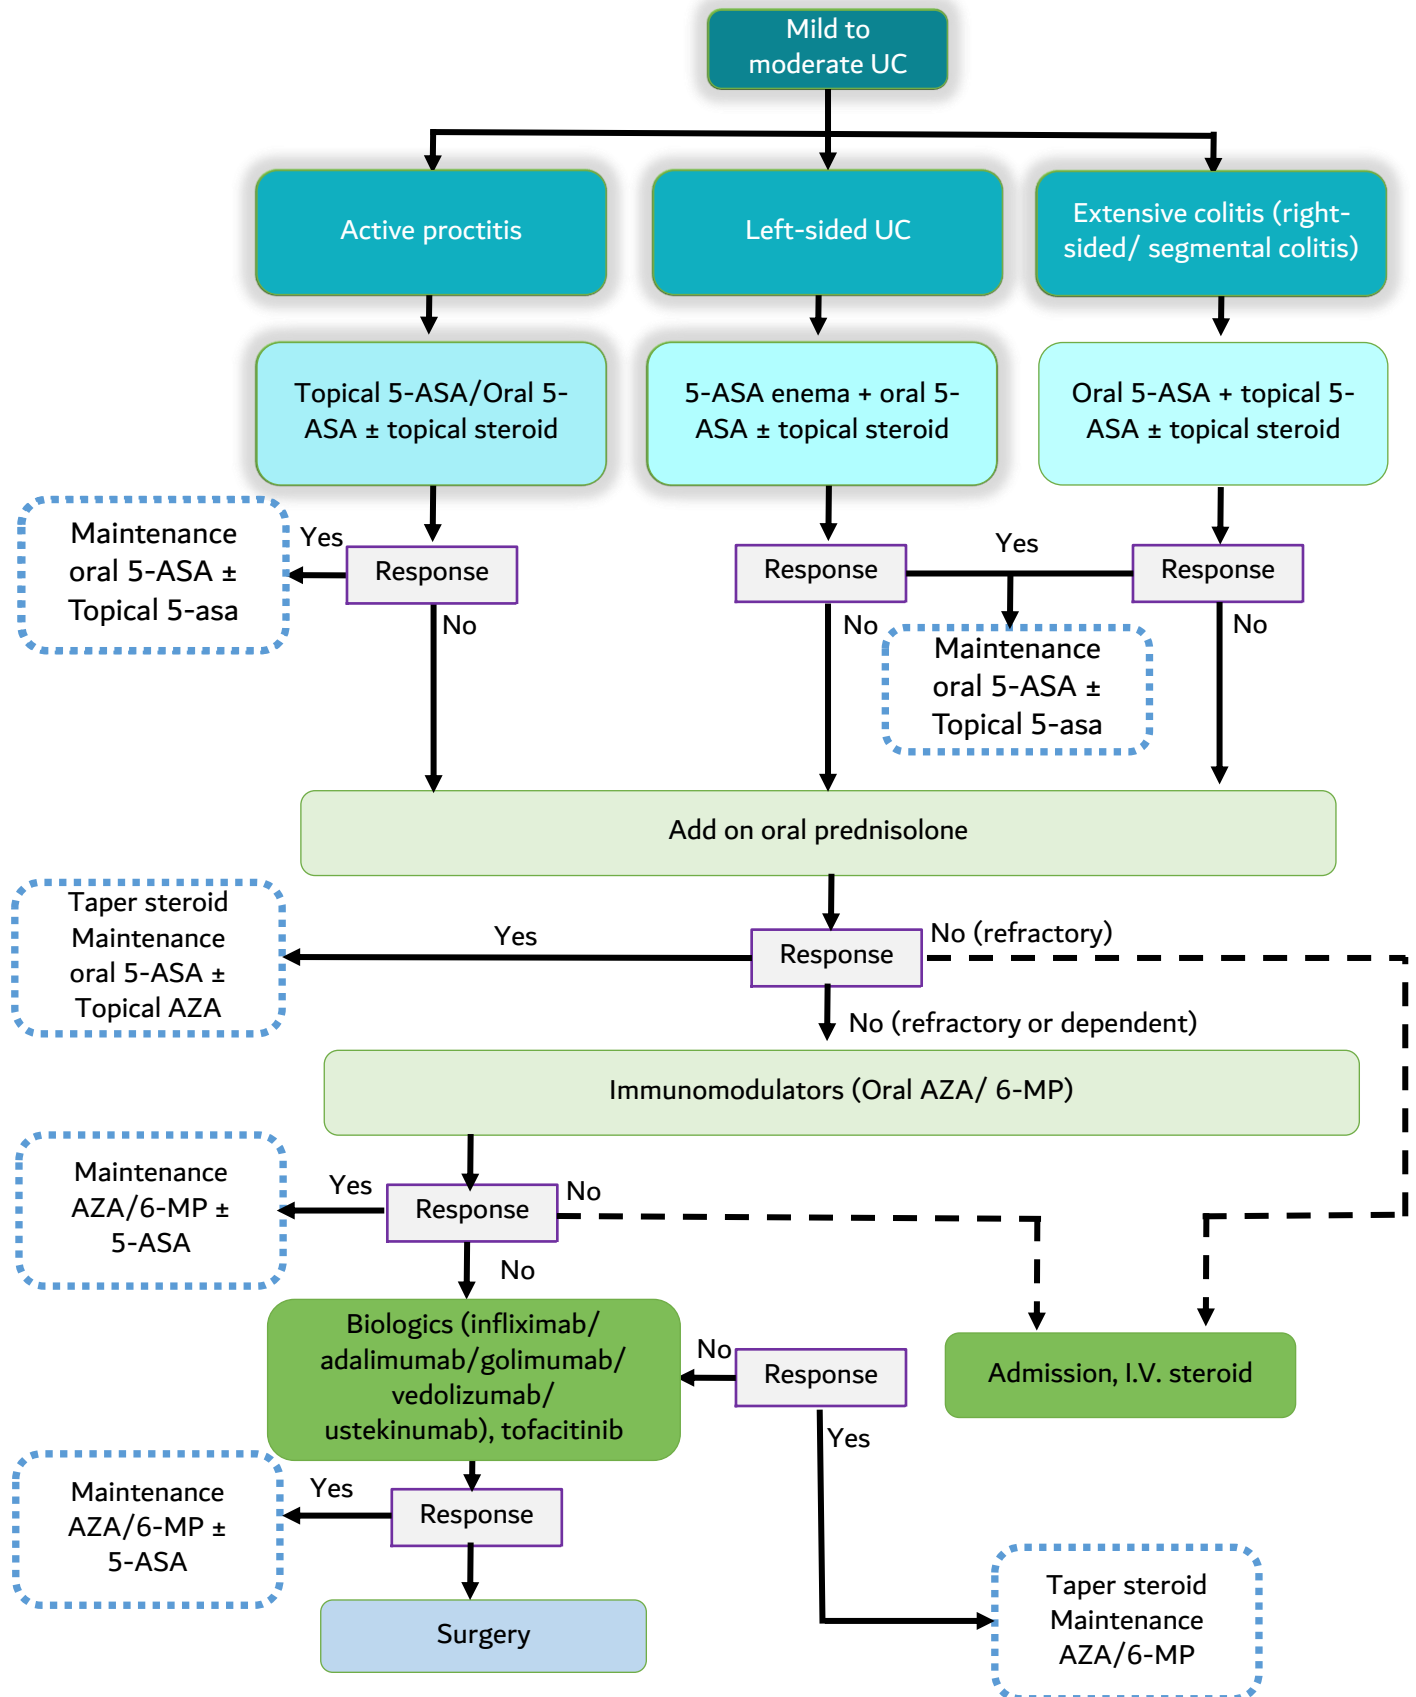 Mild to
moderate UC
Active proctitis
Left-sided UC
Extensive colitis (right-
sided/ segmental colitis)
Topical 5-ASA/Oral 5-
ASA ± topical steroid
5-ASA enema + oral 5-
ASA ± topical steroid
Oral 5-ASA + topical 5-
ASA ± topical steroid
Maintenance
oral 5-ASA ±
Topical 5-asa
Yes
Response
No
Response
Yes
Response
No
No
Maintenance
oral 5-ASA ±
Topical 5-asa
Add on oral prednisolone
Taper steroid
Maintenance
oral 5-ASA ±
Topical AZA
Yes
Response
No (refractory)
No (refractory or dependent)
Immunomodulators (Oral AZA/ 6-MP)
Maintenance
AZA/6-MP ±
5-ASA
Yes
Response
No
No
Biologics (infliximab/
adalimumab/golimumab/
vedolizumab/
ustekinumab), tofacitinib
No
Response
Yes
Admission, I.V. steroid
Maintenance
AZA/6-MP ±
5-ASA
Yes
Response
Surgery
Taper steroid
Maintenance
AZA/6-MP